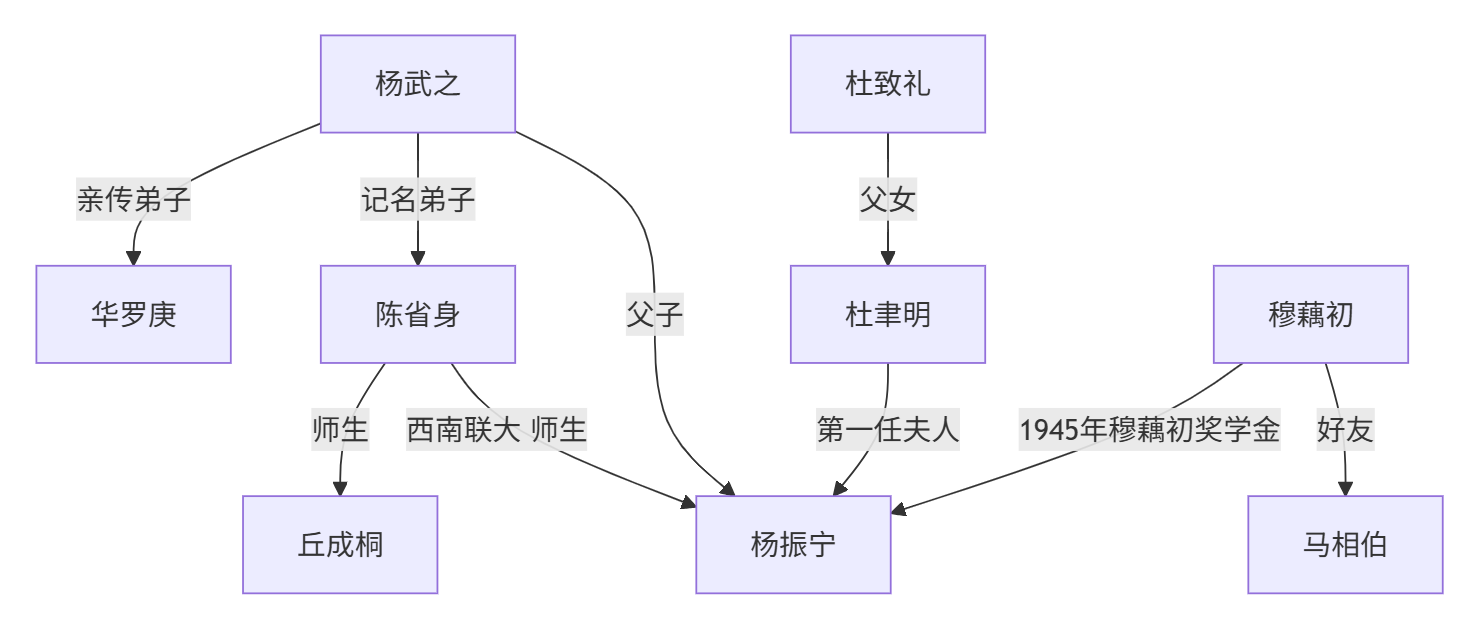 杨武之
杜致礼
亲传弟子
记名弟子
父女
华罗庚
陈省身
父子
杜聿明
穆藕初
师生
西南联大 师生
第一任夫人
1945年穆藕初奖学金
好友
丘成桐
杨振宁
马相伯